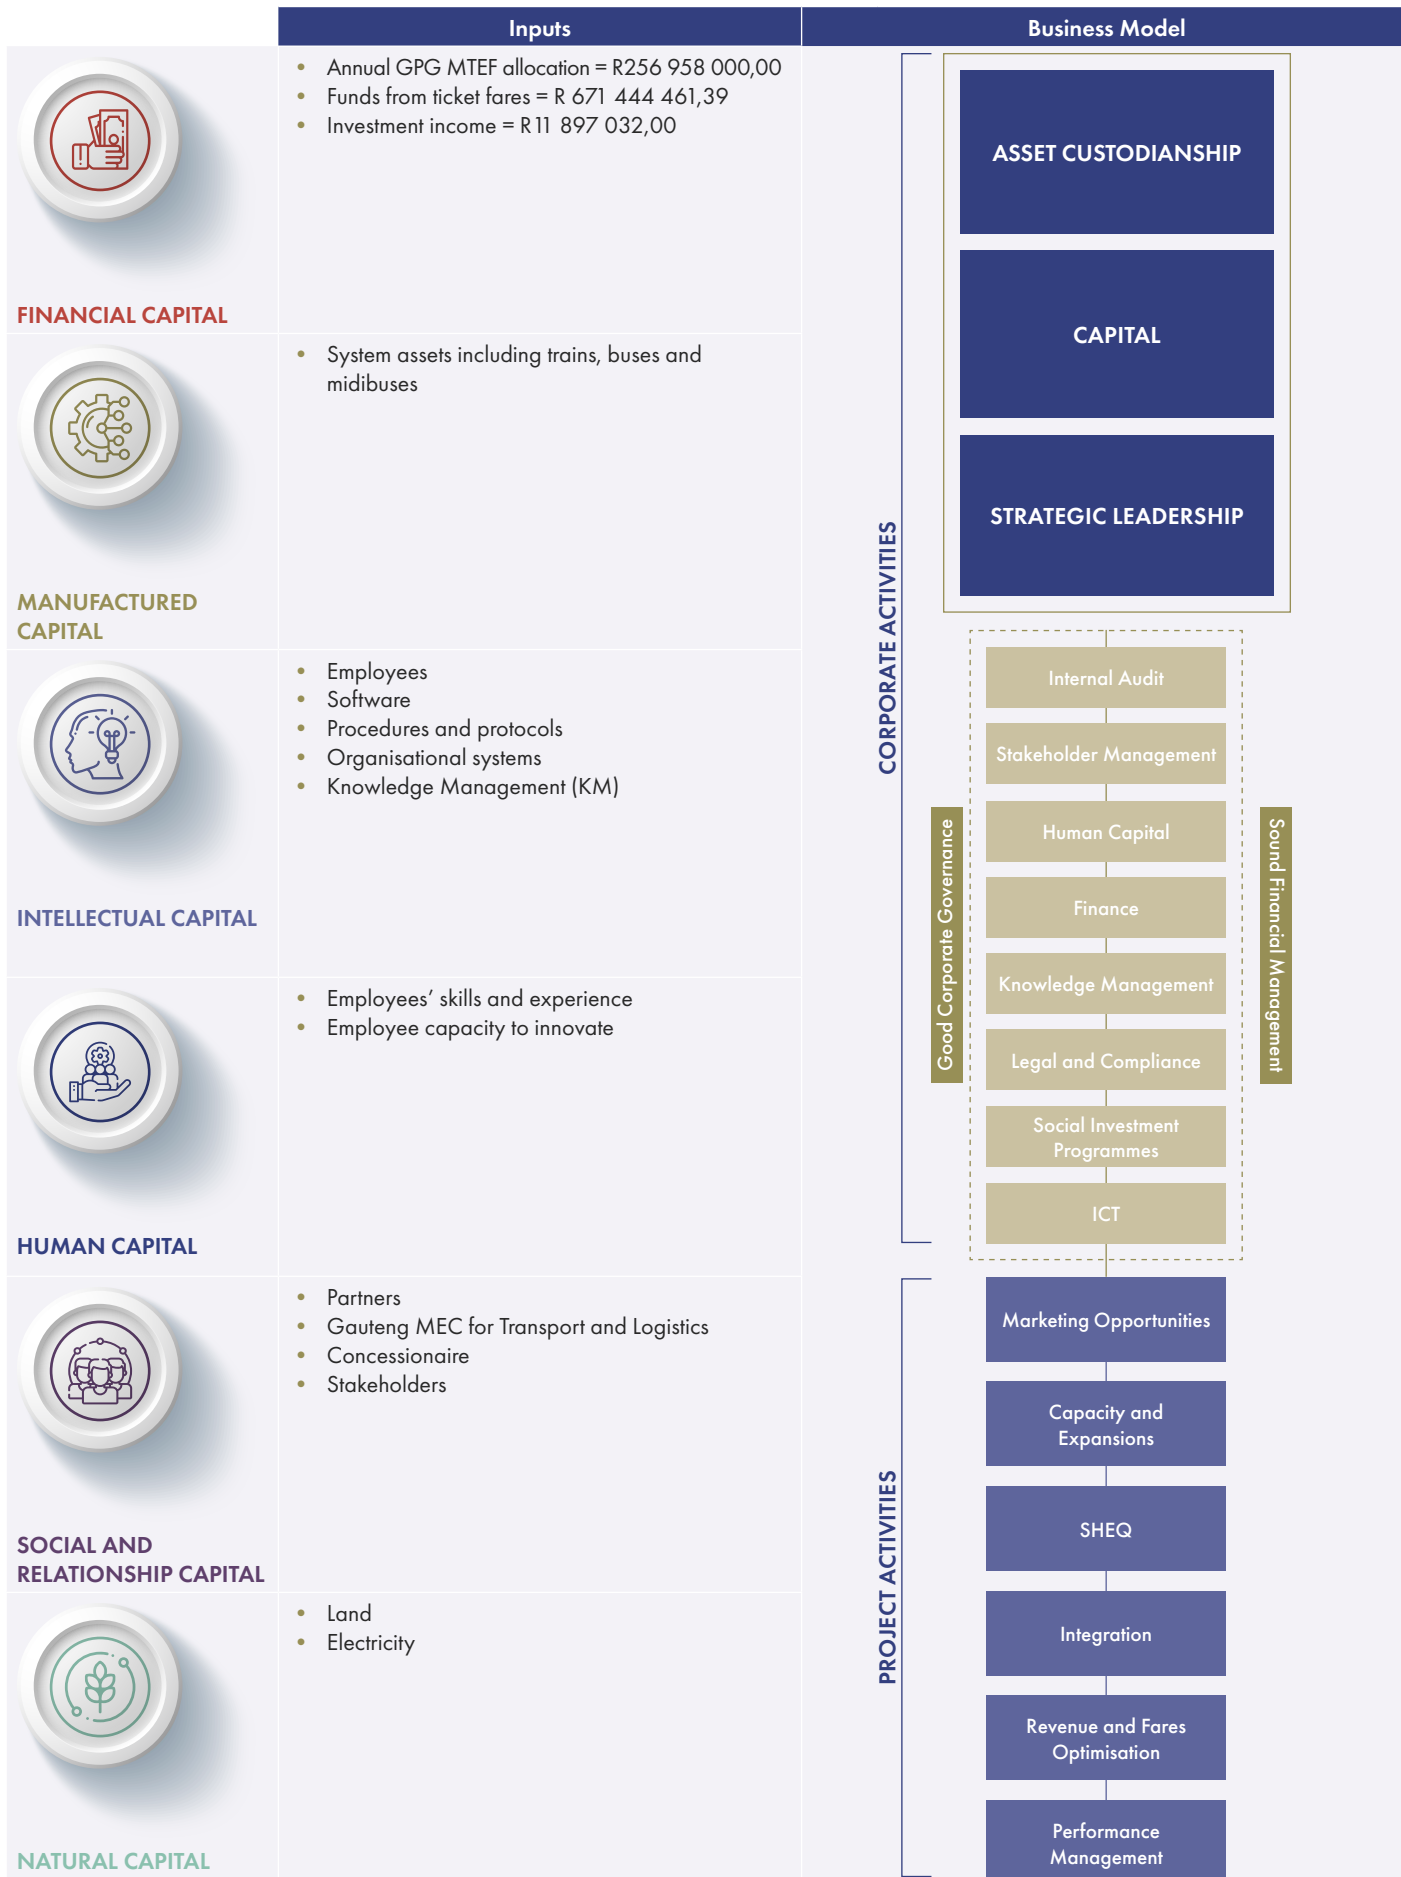 Inputs
Business Model
• Annual GPG MTEF allocation = R256 958 000,00
• Funds from ticket fares = R 671 444 461,39
• Investment income = R11 897 032,00
FINANCIAL CAPITAL
• System assets including trains, buses and
midibuses
MANUFACTURED
CAPITAL
• Employees
• Software
• Procedures and protocols
• Organisational systems
• Knowledge Management (KM)
INTELLECTUAL CAPITAL
• Employees’ skills and experience
• Employee capacity to innovate
HUMAN CAPITAL
• Partners
• Gauteng MEC for Transport and Logistics
• Concessionaire
• Stakeholders
SOCIAL AND
RELATIONSHIP CAPITAL
• Land
• Electricity
NATURAL CAPITAL
CORPORATE ACTIVITIES
ASSET CUSTODIANSHIP
CAPITAL
STRATEGIC LEADERSHIP
Good Corporate Governance
Internal Audit
Stakeholder Management
Human Capital
Finance
Knowledge Management
Legal and Compliance
Social Investment
Programmes
ICT
Sound Financial Management
PROJECT ACTIVITIES
Marketing Opportunities
Capacity and
Expansions
SHEQ
Integration
Revenue and Fares
Optimisation
Performance
Management